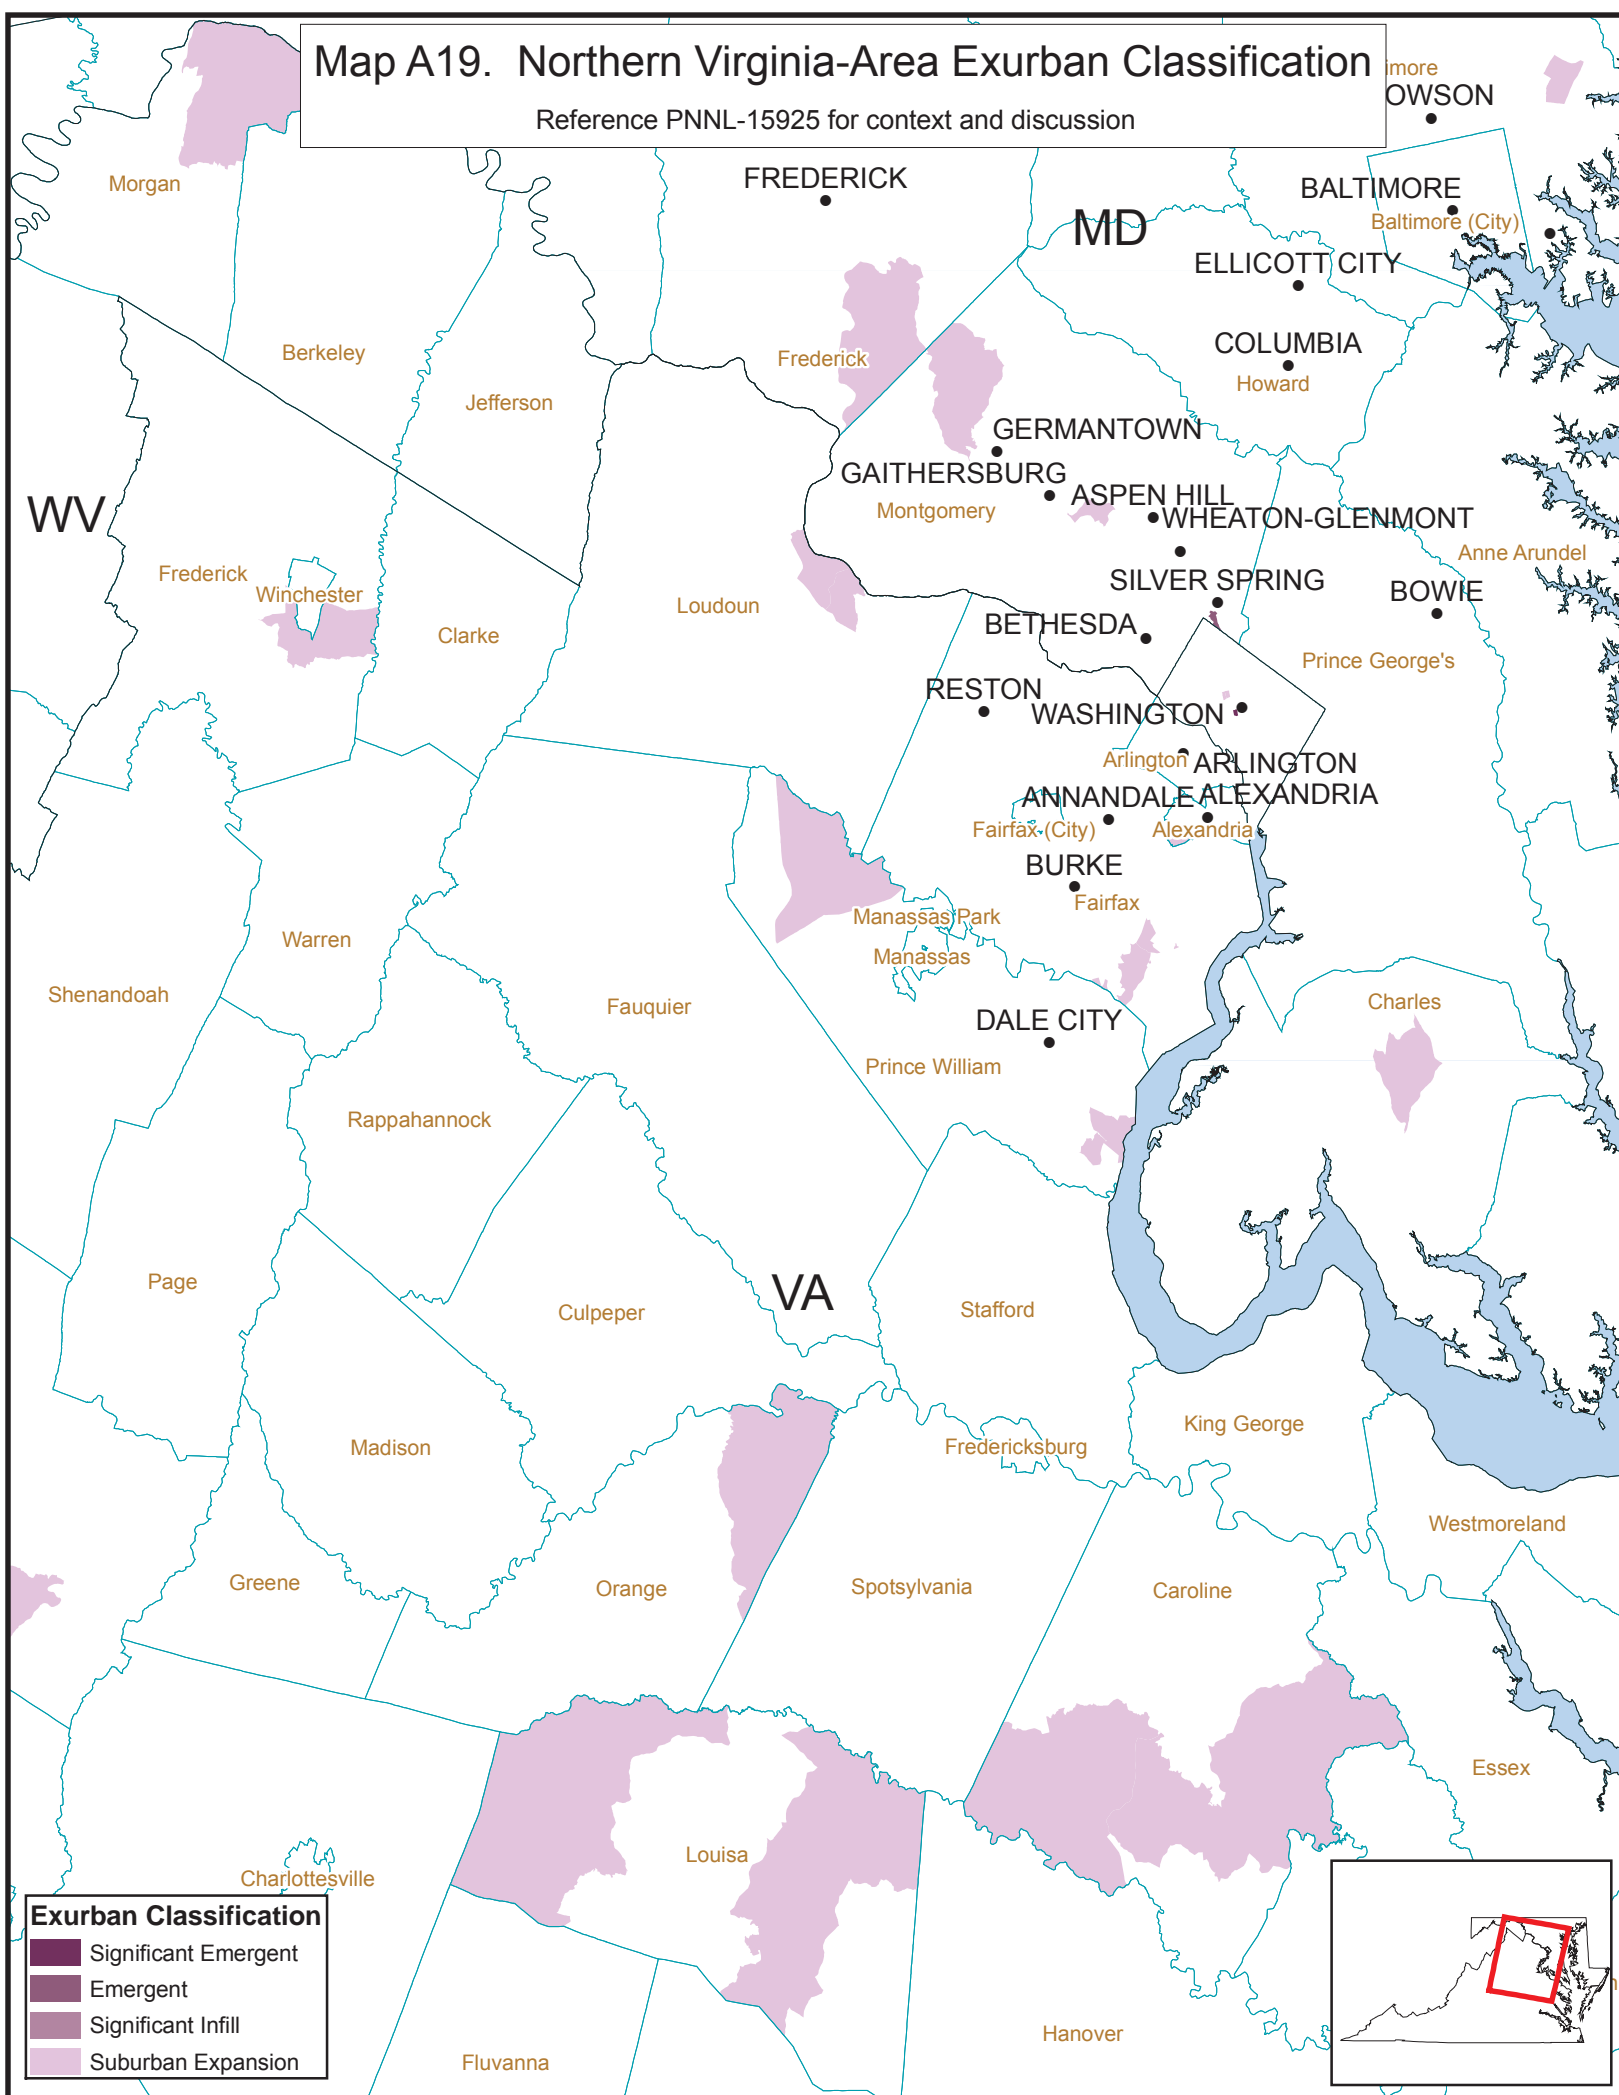 Map A19. Northern Virginia-Area Exurban Classification
Reference PNNL-15925 for context and discussion
imore
OWSON
FREDERICK
Morgan
BALTIMORE
MD
Baltimore (City)
ELLICOTT CITY
Berkeley
Frederick
COLUMBIA
Howard
Jefferson
GERMANTOWN
GAITHERSBURG
ASPEN HILL
WV
Montgomery
WHEATON-GLENMONT
Anne Arundel
Frederick
Winchester
SILVER SPRING
BOWIE
Loudoun
Clarke
BETHESDA
Prince George's
RESTON
WASHINGTON
Arlington
ARLINGTON
ANNANDALE
ALEXANDRIA
Fairfax (City)
Alexandria
BURKE
Fairfax
Manassas Park
Warren
Manassas
Shenandoah
Fauquier
Charles
DALE CITY
Prince William
Rappahannock
Page
VA
Culpeper
Stafford
King George
Madison
Fredericksburg
Westmoreland
Greene
Orange
Spotsylvania
Caroline
Essex
Louisa
Charlottesville
Exurban Classification
Significant Emergent
Emergent
Significant Infill
Suburban Expansion
Hanover
Fluvanna